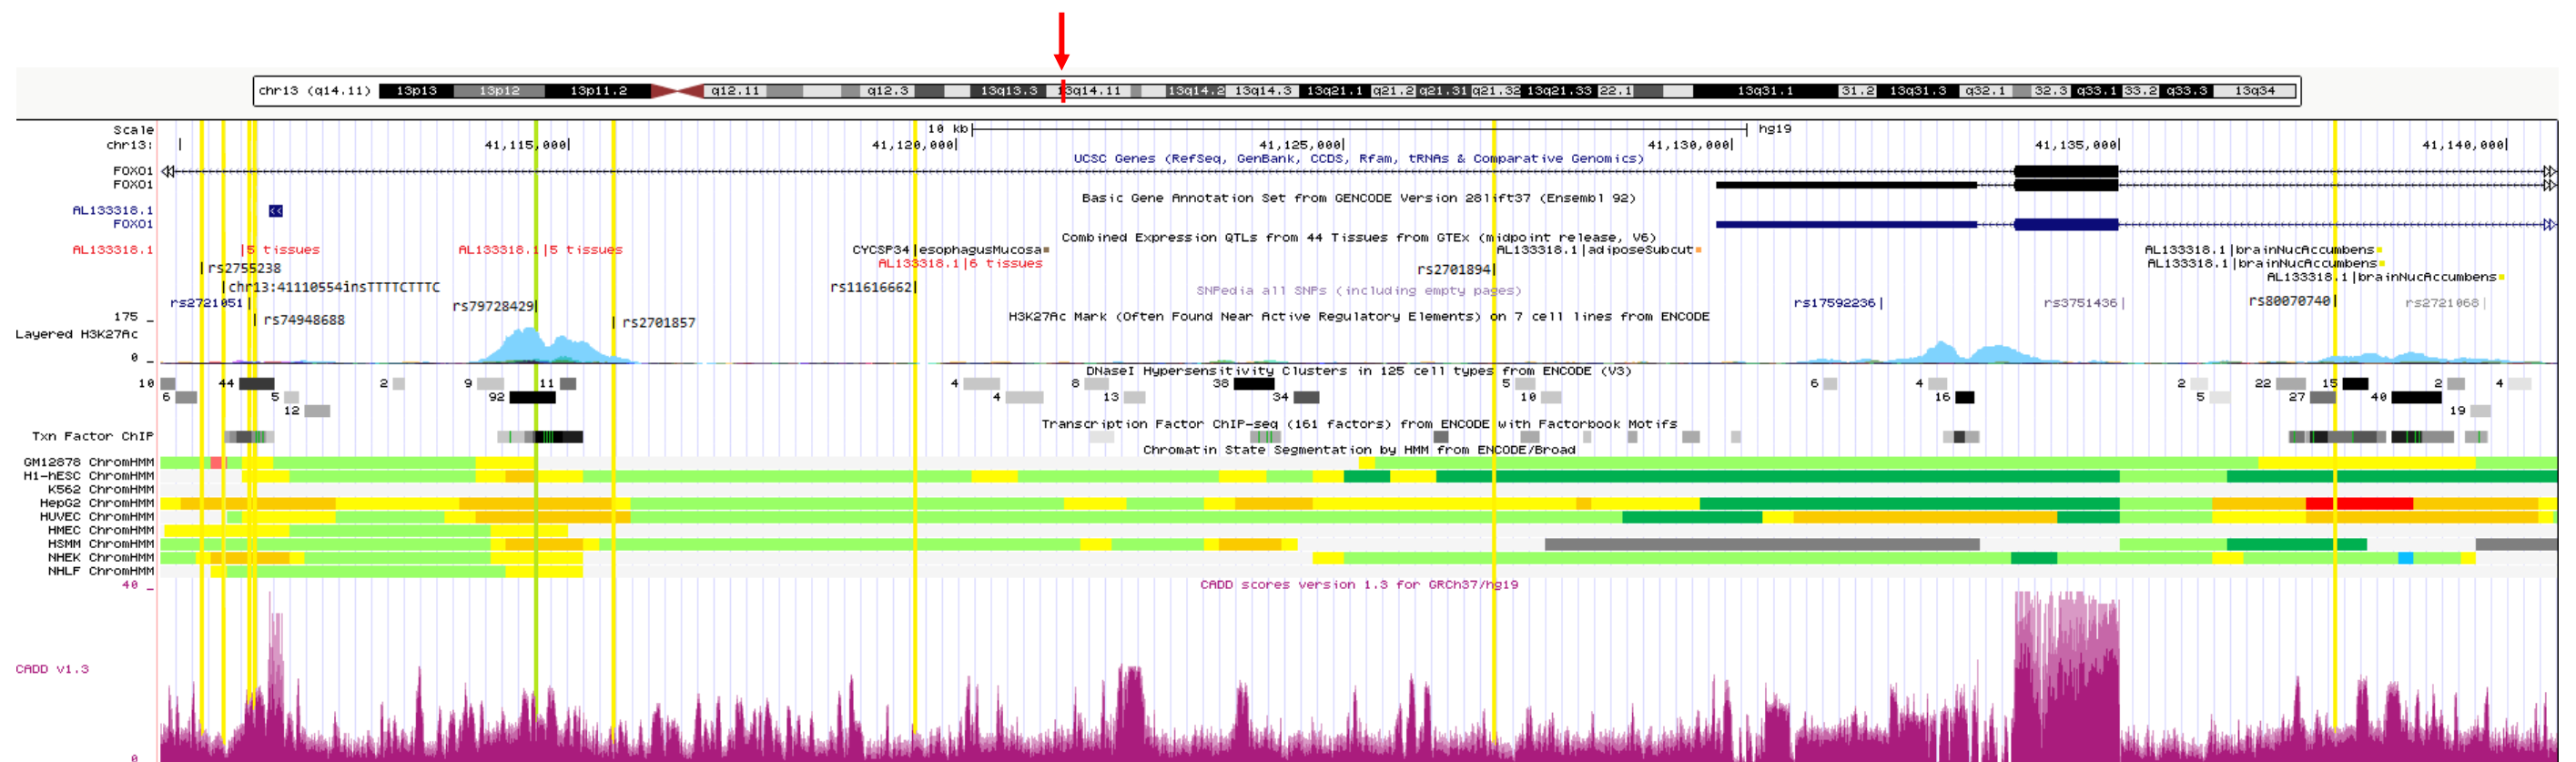 chr13 (q14.11) 13p13 13p12 13p11.2 q12.11 q12.3 13q13.3 13q14.11 13q14.2 13q14.3 13q21.1 q21.2 q21.31 q21.32 13q21.33 22.1 13q31.1 31.2 13q31.3 q32.1 32.3 q33.1 33.2 q33.3 13q34
Scale 10 kb hg19
chr13: 41,115,000 41,120,000 41,125,000 41,130,000 41,135,000 41,140,000
UCSC Genes (RefSeq, GenBank, CCDS, Rfam, tRNAs & Comparative Genomics)
FOXO1
FOXO1
Basic Gene Annotation Set from GENCODE Version 28lift37 (Ensembl 92)
AL133318.1
FOXO1
Combined Expression QTLs from 44 Tissues from GTEx (midpoint release, V6)
AL133318.1 |5 tissues AL133318.1|5 tissues CYCSP34|esophagusMucosa AL133318.1|adiposeSubcut AL133318.1|brainNucAccumbens
AL133318.1|6 tissues AL133318.1|brainNucAccumbens
rs2755238 rs2701894
AL133318.1|brainNucAccumbens
chr13:41110554insTTTTCTTTC rs11616662
SNPedia all SNPs (including empty pages)
rs2721051 rs79728429 rs17592236 rs3751436 rs80070740 rs2721068
rs74948688 rs2701857
175
H3K27Ac Mark (Often Found Near Active Regulatory Elements) on 7 cell lines from ENCODE
Layered H3K27Ac
0
DNaseI Hypersensitivity Clusters in 125 cell types from ENCODE (V3)
10 44 2 9 11 4 8 38 5 6 4 2 22 15 2 4
6 5 92 4 13 34 10 16 5 27 40
12 19
Transcription Factor ChIP-seq (161 factors) from ENCODE with Factorbook Motifs
Txn Factor ChIP
Chromatin State Segmentation by HMM from ENCODE/Broad
GM12878 ChromHMM
H1-hESC ChromHMM
K562 ChromHMM
HepG2 ChromHMM
HUVEC ChromHMM
HMEC ChromHMM
HSMM ChromHMM
NHEK ChromHMM
NHLF ChromHMM
40
CADD scores version 1.3 for GRCh37/hg19
CADD v1.3
0